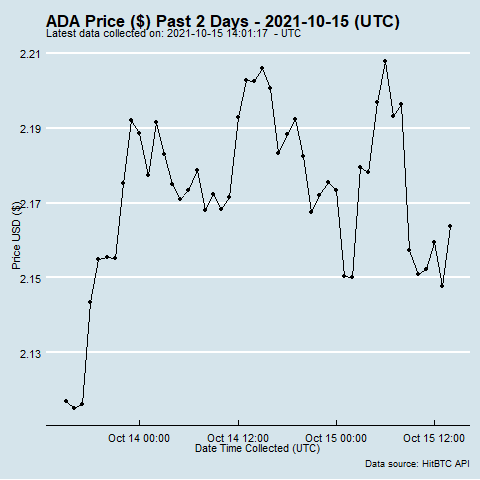 ADA Price ($) Past 2 Days - 2021-10-15 (UTC)
Latest data collected on: 2021-10-15 14:01:17  - UTC
Price USD ($)
2.21
2.19
2.17
2.15
2.13
Oct 14 00:00
Oct 14 12:00
Oct 15 00:00
Oct 15 12:00
Date Time Collected (UTC)
Data source: HitBTC API